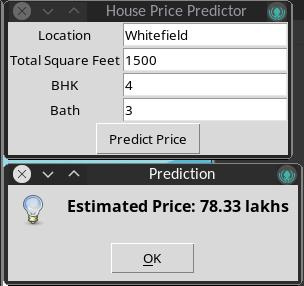 House Price Predictor
Location Whitefield
Total Square Feet 1500
BHK 4
Bath 3
Predict Price
Prediction
Estimated Price: 78.33 lakhs
OK